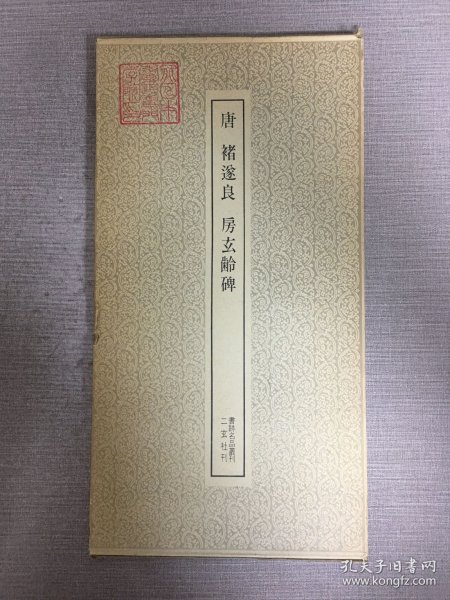 唐 褚遂良 房玄齡碑
書跡名品叢刊
二玄社刊
孔夫子旧书网
www.kongfz.com